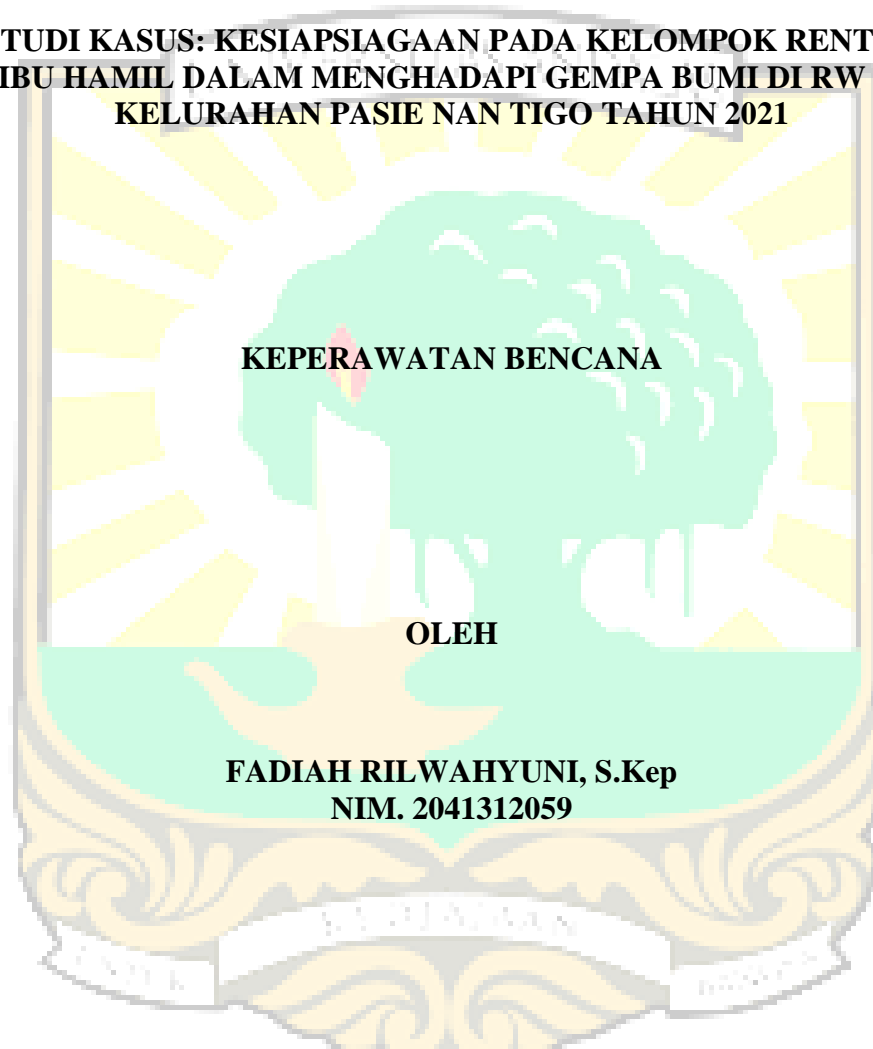 TUDI KASUS: KESIAPSIAGAAN PADA KELOMPOK RENT
IBU HAMIL DALAM MENGHADAPI GEMPA BUMI DI RW
KELURAHAN PASIE NAN TIGO TAHUN 2021
KEPERAWATAN BENCANA
OLEH
FADIAH RILWAHYUNI, S.Kep
NIM. 2041312059